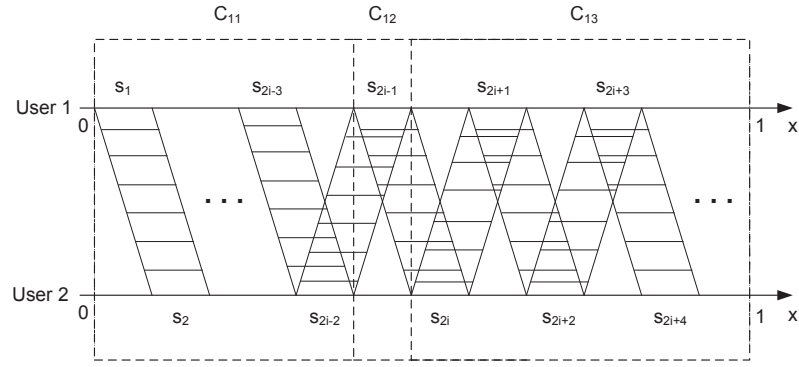 C₁₁ C₁₂ C₁₃
s₁ s₂ᵢ₋₃ s₂ᵢ₋₁ s₂ᵢ₊₁ s₂ᵢ₊₃
User 1
0 1 x
. . . . . .
User 2
0 1 x
s₂ s₂ᵢ₋₂ s₂ᵢ s₂ᵢ₊₂ s₂ᵢ₊₄